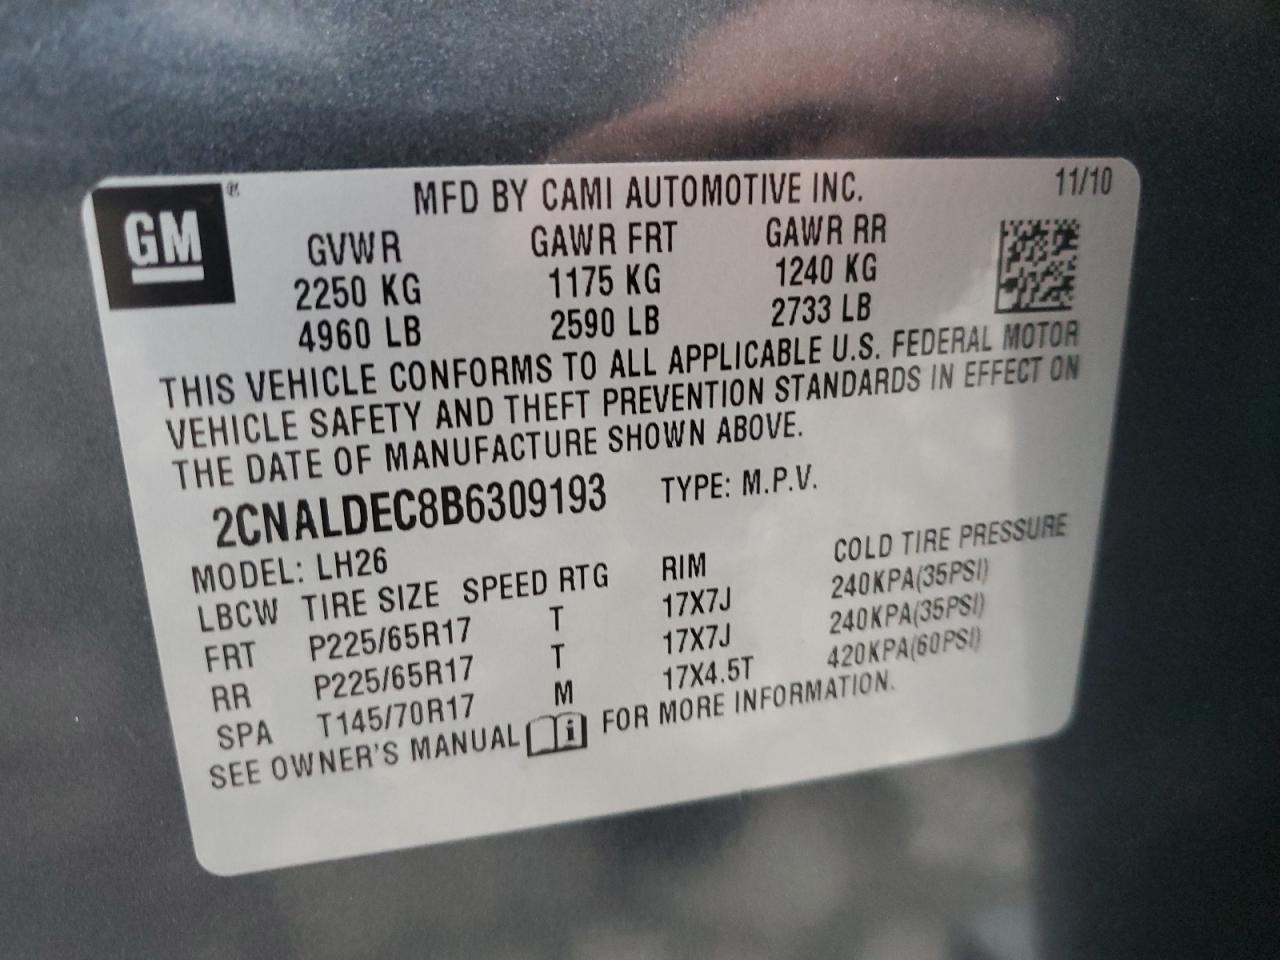 GM®
MFD BY CAMI AUTOMOTIVE INC. 11/10
GVWR GAWR FRT GAWR RR
2250 KG 1175 KG 1240 KG
4960 LB 2590 LB 2733 LB
THIS VEHICLE CONFORMS TO ALL APPLICABLE U.S. FEDERAL MOTOR
VEHICLE SAFETY AND THEFT PREVENTION STANDARDS IN EFFECT ON
THE DATE OF MANUFACTURE SHOWN ABOVE.
2CNALDEC8B6309193 TYPE: M.P.V.
MODEL: LH26
LBCW TIRE SIZE SPEED RTG RIM COLD TIRE PRESSURE
FRT P225/65R17 T 17X7J 240KPA(35PSI)
RR P225/65R17 T 17X7J 240KPA(35PSI)
SPA T145/70R17 M 17X4.5T 420KPA(60PSI)
SEE OWNER'S MANUAL i FOR MORE INFORMATION.